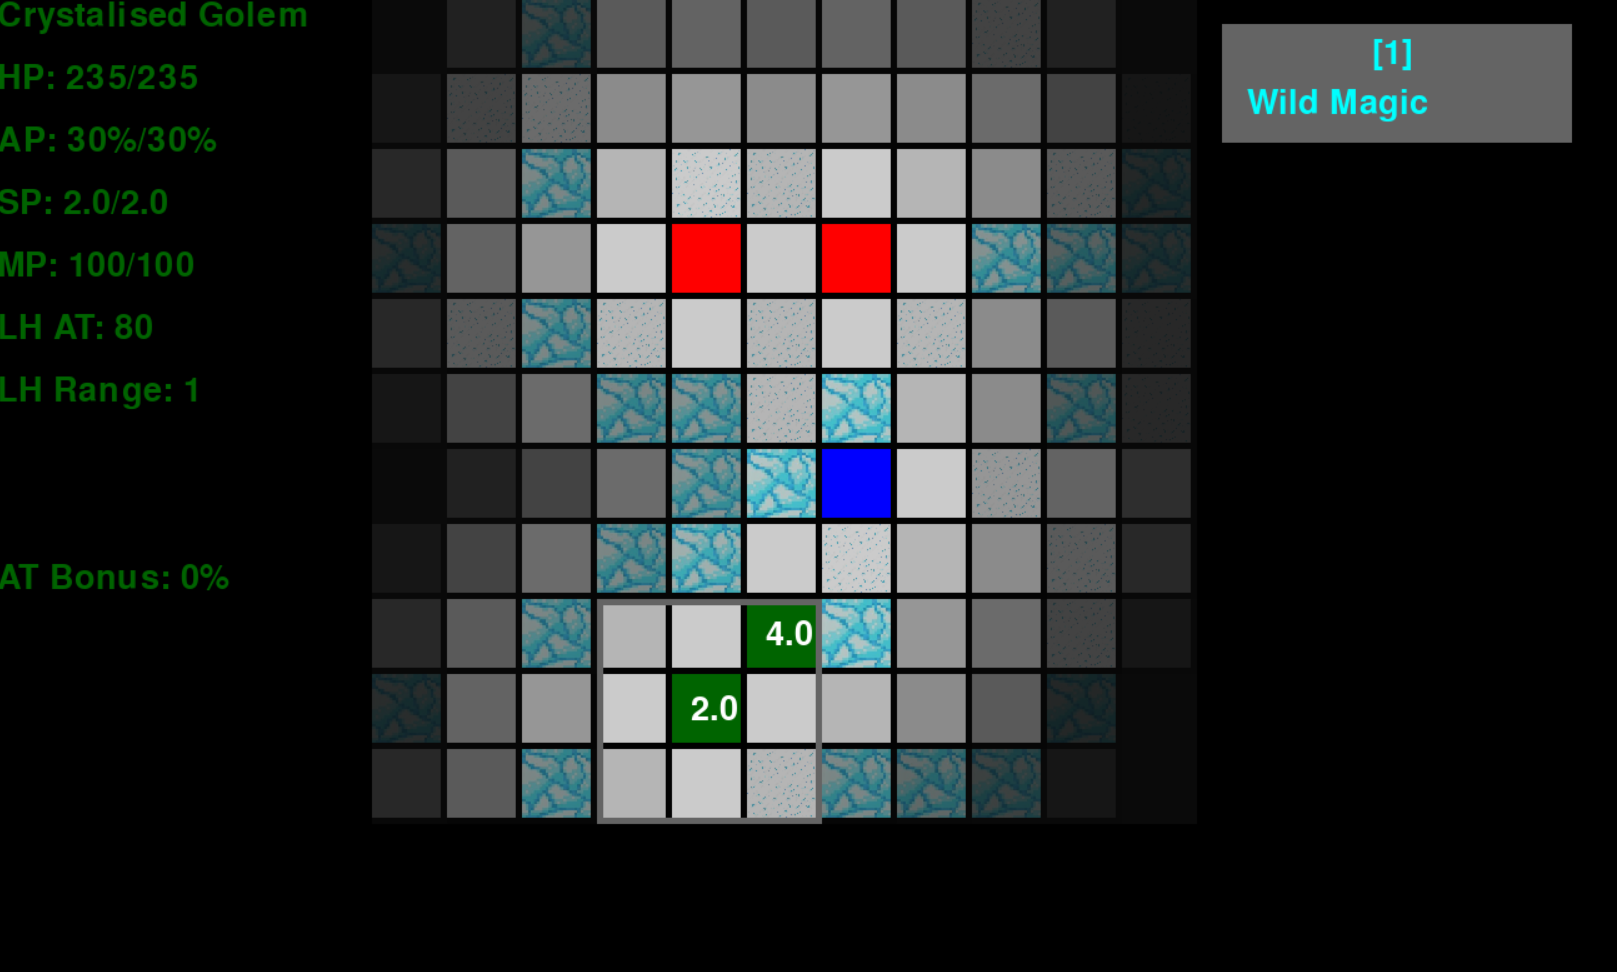 Crystalised Golem
HP: 235/235
AP: 30%/30%
SP: 2.0/2.0
MP: 100/100
LH AT: 80
LH Range: 1
AT Bonus: 0%
4.0
2.0
[1]
Wild Magic